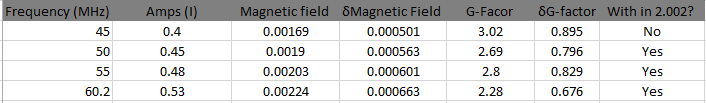 Frequency (MHz) Amps (I) Magnetic field δMagnetic Field G-Facor δG-factor With in 2.002?
45 0.4 0.00169 0.000501 3.02 0.895 No
50 0.45 0.0019 0.000563 2.69 0.796 Yes
55 0.48 0.00203 0.000601 2.8 0.829 Yes
60.2 0.53 0.00224 0.000663 2.28 0.676 Yes